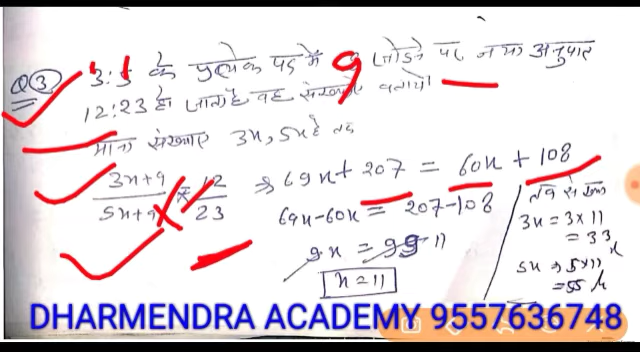 Q③ 3:5 के प्रत्येक पद में 9 जोडने पर नया अनुपात
12:23 हो जाता है वह संख्याए बताओ
माना संख्याए 3x, 5x है तब
3x+9 / 5x+9 = 12 / 23 ⇒ 69x + 207 = 60x + 108
69x-60x = 207-108
9x = 99 11
x = 11
3x = 3×11
= 33
5x ⇒ 5×11
= 55
DHARMENDRA ACADEMY 9557636748